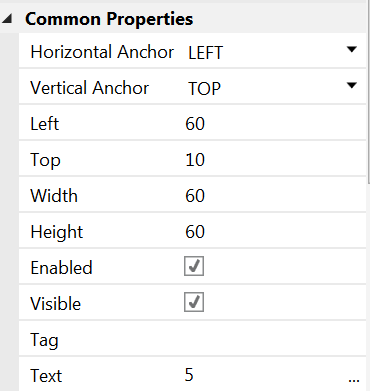 Common Properties
Horizontal Anchor LEFT
Vertical Anchor TOP
Left 60
Top 10
Width 60
Height 60
Enabled
Visible
Tag
Text 5 ...